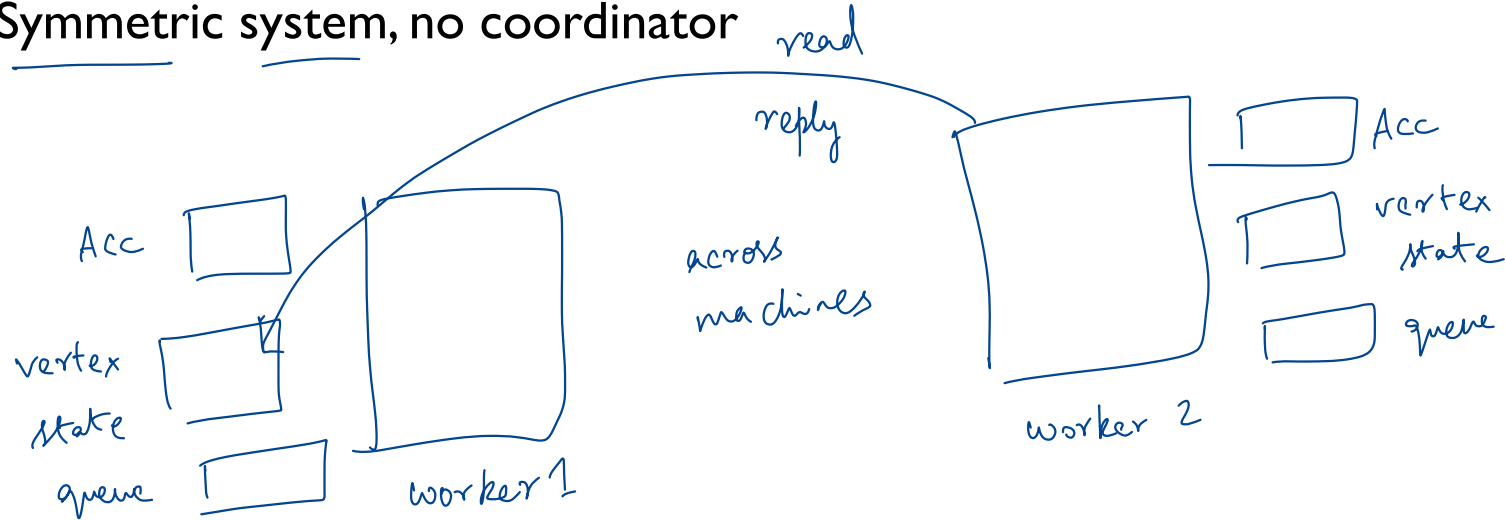 Symmetric system, no coordinator
read
reply
Acc
vertex
state
queue
worker 1
across
machines
Acc
vertex
state
queue
worker 2